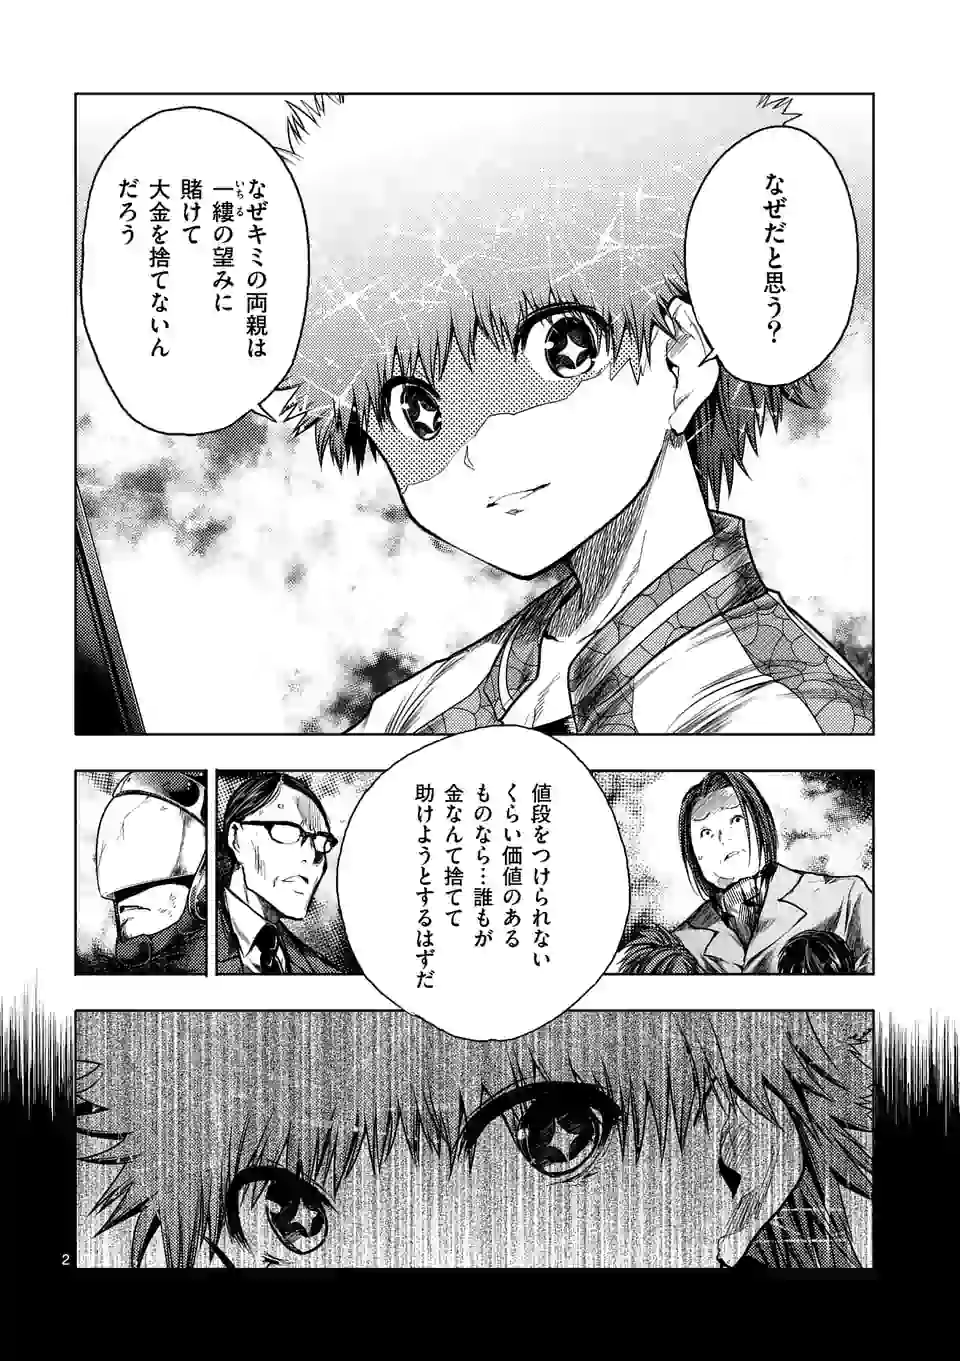 なぜだと思う？
なぜキミの両親は
一縷の望みに
いちる
賭けて
大金を捨てないん
だろう
値段をつけられない
くらい価値のある
ものなら…誰もが
金なんて捨てて
助けようとするはずだ
2